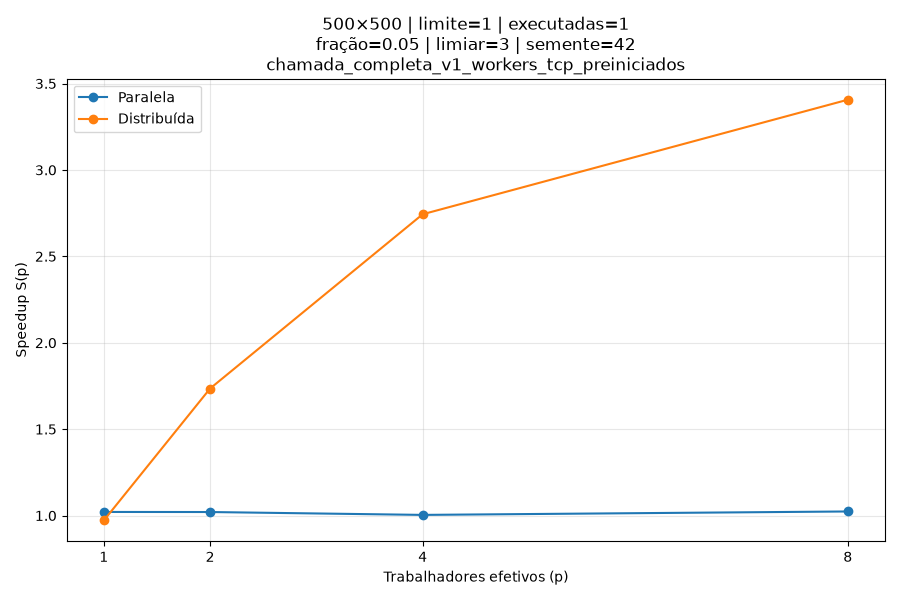 500×500 | limite=1 | executadas=1
fração=0.05 | limiar=3 | semente=42
chamada_completa_v1_workers_tcp_preiniciados
Paralela
Distribuída
Speedup S(p)
3.5
3.0
2.5
2.0
1.5
1.0
1
2
4
8
Trabalhadores efetivos (p)